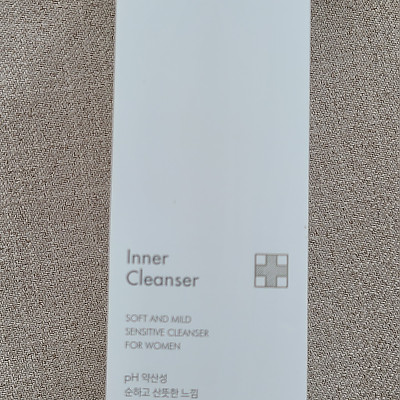 Inner
Cleanser
SOFT AND MILD
SENSITIVE CLEANSER
FOR WOMEN
pH 약산성
순하고 산뜻한 느낌